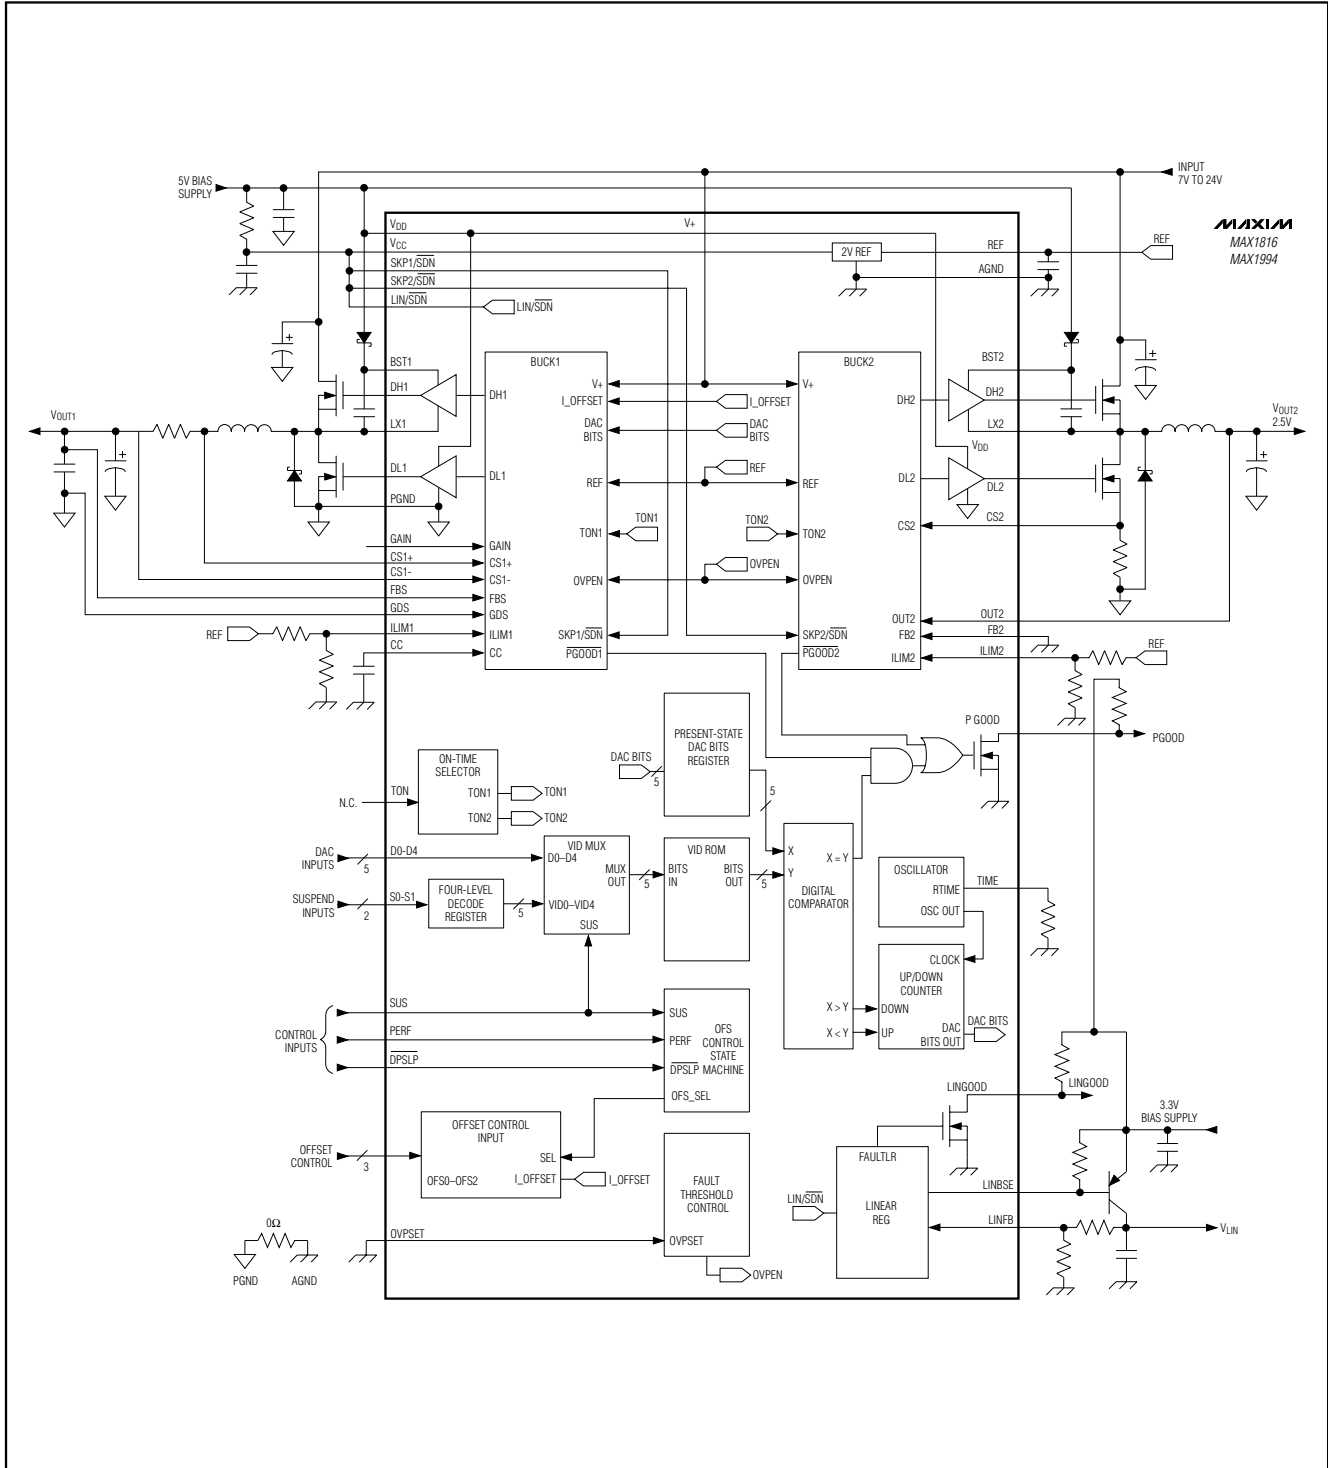 5V BIAS
SUPPLY
INPUT
7V TO 24V
MAXIM
MAX1816
MAX1994
VDD
V+
VCC
2V REF
REF
REF
SKP1/SDN
AGND
SKP2/SDN
LIN/SDN
LIN/SDN
BUCK1
BUCK2
BST1
BST2
V+
V+
DH1
DH1
I_OFFSET
I_OFFSET
DH2
DH2
DAC
BITS
DAC
BITS
LX1
LX2
VOUT1
VOUT2
2.5V
VDD
DL1
DL1
REF
REF
REF
DL2
DL2
PGND
TON1
TON1
TON2
TON2
CS2
CS2
GAIN
GAIN
CS1+
CS1+
CS1-
CS1-
OVPEN
OVPEN
OVPEN
FBS
FBS
GDS
GDS
OUT2
OUT2
REF
ILIM1
ILIM1
SKP1/SDN
SKP2/SDN
FB2
FB2
CC
CC
PGOOD1
PGOOD2
ILIM2
ILIM2
REF
P GOOD
PGOOD
PRESENT-STATE
DAC BITS
REGISTER
DAC BITS
5
5
ON-TIME
SELECTOR
N.C.
TON
TON1
TON1
TON2
TON2
DAC
INPUTS
5
D0-D4
VID MUX
D0–D4
MUX
OUT
5
VID ROM
BITS
IN
BITS
OUT
5
X
Y
X = Y
DIGITAL
COMPARATOR
X > Y
X < Y
OSCILLATOR
RTIME
TIME
OSC OUT
SUSPEND
INPUTS
2
S0-S1
FOUR-LEVEL
DECODE
REGISTER
5
VID0–VID4
SUS
CLOCK
UP/DOWN
COUNTER
DOWN
UP
DAC
BITS OUT
DAC BITS
CONTROL
INPUTS
SUS
SUS
PERF
PERF
DPSLP
DPSLP
OFS
CONTROL
STATE
MACHINE
OFS_SEL
LINGOOD
LINGOOD
3.3V
BIAS SUPPLY
OFFSET
CONTROL
3
OFFSET CONTROL
INPUT
SEL
OFS0–OFS2
I_OFFSET
I_OFFSET
FAULT
THRESHOLD
CONTROL
OVPSET
OVPSET
OVPEN
LIN/SDN
FAULTLR
LINEAR
REG
LINBSE
LINFB
VLIN
0Ω
PGND
AGND